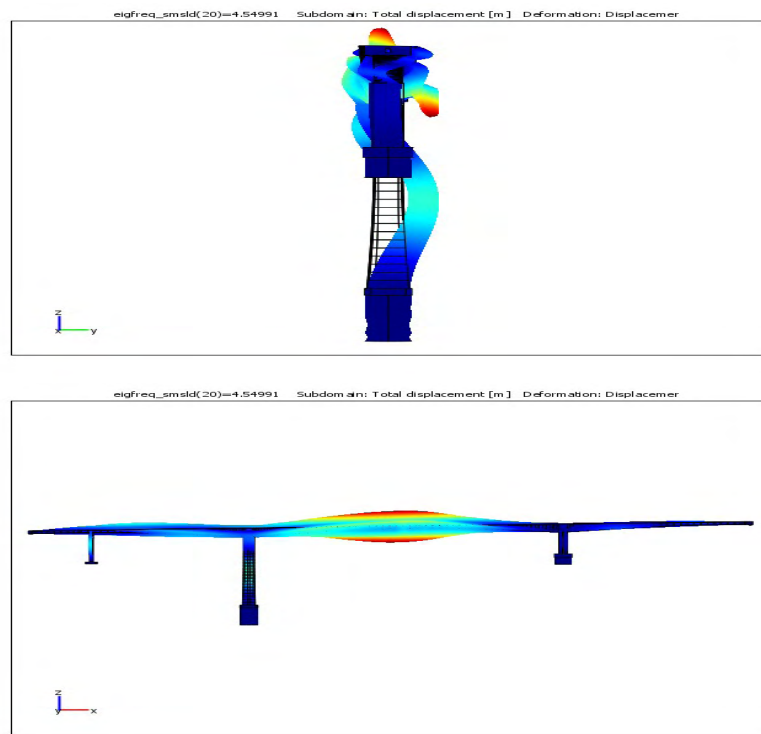 eigfreq_smsld(20)=4.54991 Subdomain: Total displacement [m] Deformation: Displacemer
z
x y
eigfreq_smsld(20)=4.54991 Subdomain: Total displacement [m] Deformation: Displacemer
z
y x